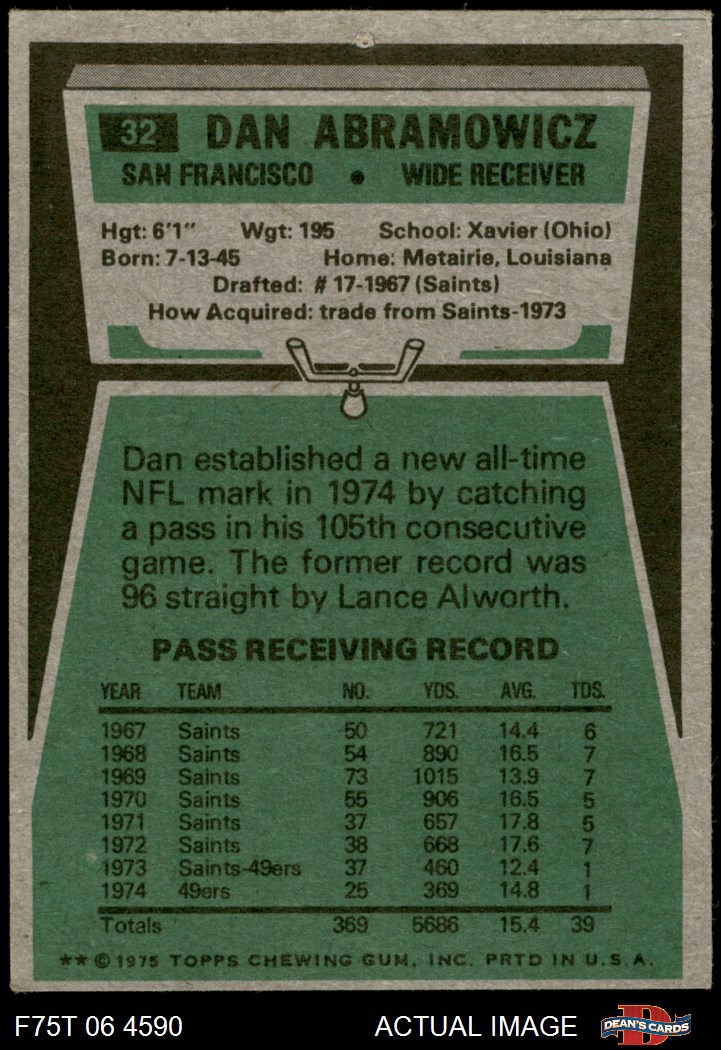 32 DAN ABRAMOWICZ
SAN FRANCISCO • WIDE RECEIVER
Hgt: 6'1" Wgt: 195 School: Xavier (Ohio)
Born: 7-13-45 Home: Metairie, Louisiana
Drafted: # 17-1967 (Saints)
How Acquired: trade from Saints-1973
Dan established a new all-time
NFL mark in 1974 by catching
a pass in his 105th consecutive
game. The former record was
96 straight by Lance Alworth.
PASS RECEIVING RECORD
YEAR TEAM NO. YDS. AVG. TDS.
1967 Saints 50 721 14.4 6
1968 Saints 54 890 16.5 7
1969 Saints 73 1015 13.9 7
1970 Saints 55 906 16.5 5
1971 Saints 37 657 17.8 5
1972 Saints 38 668 17.6 7
1973 Saints-49ers 37 460 12.4 1
1974 49ers 25 369 14.8 1
Totals 369 5686 15.4 39
** © 1975 TOPPS CHEWING GUM, INC. PRTD IN U.S.A.
F75T 06 4590 ACTUAL IMAGE D DEAN'S CARDS